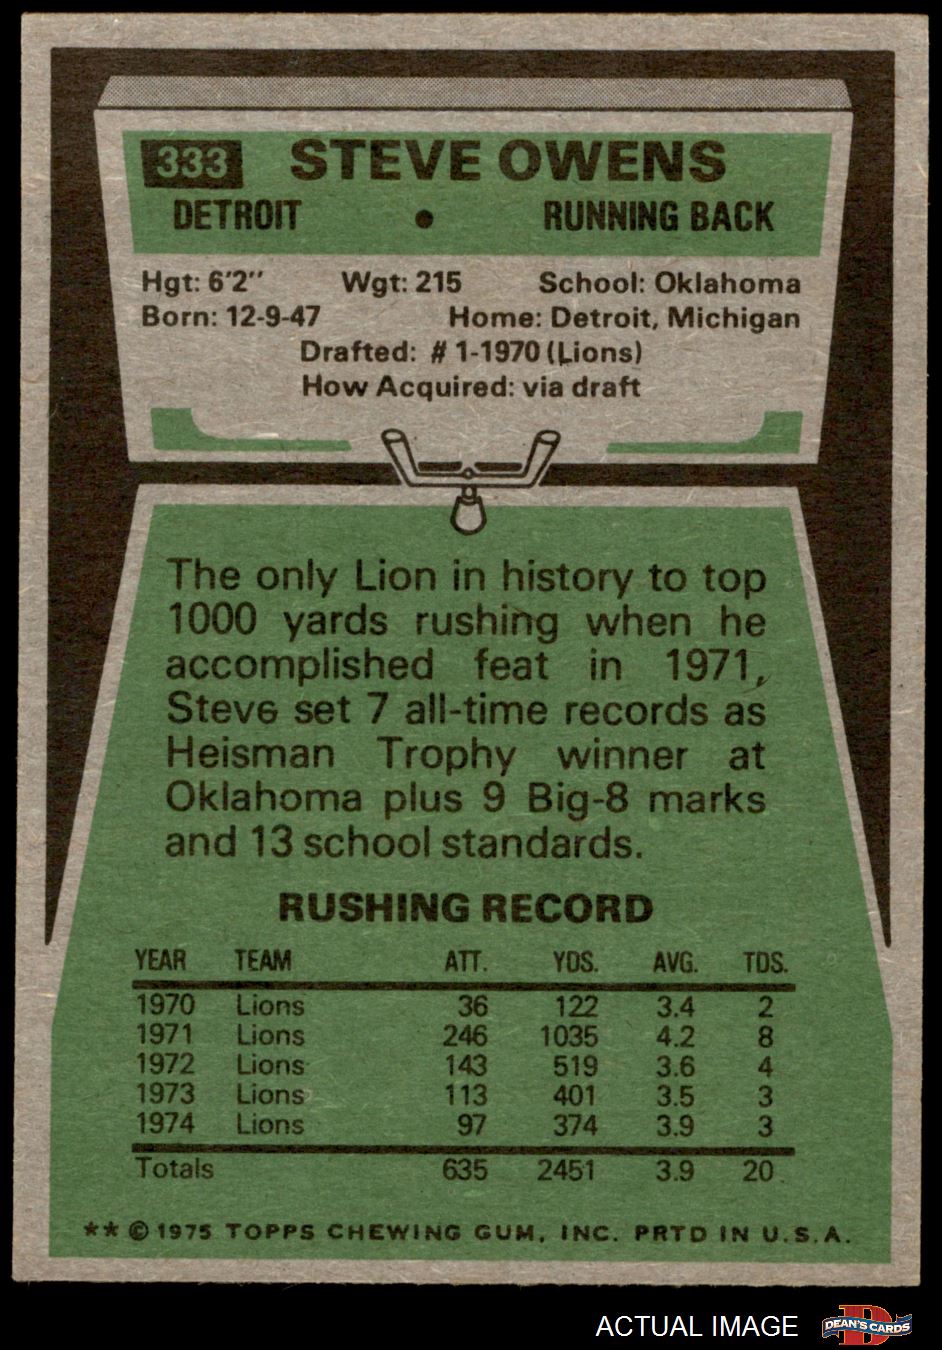 333 STEVE OWENS
DETROIT • RUNNING BACK
Hgt: 6'2" Wgt: 215 School: Oklahoma
Born: 12-9-47 Home: Detroit, Michigan
Drafted: # 1-1970 (Lions)
How Acquired: via draft
The only Lion in history to top
1000 yards rushing when he
accomplished feat in 1971,
Steve set 7 all-time records as
Heisman Trophy winner at
Oklahoma plus 9 Big-8 marks
and 13 school standards.
RUSHING RECORD
YEAR TEAM ATT. YDS. AVG. TDS.
1970 Lions 36 122 3.4 2
1971 Lions 246 1035 4.2 8
1972 Lions 143 519 3.6 4
1973 Lions 113 401 3.5 3
1974 Lions 97 374 3.9 3
Totals 635 2451 3.9 20
** © 1975 TOPPS CHEWING GUM, INC. PRTD IN U.S.A.
ACTUAL IMAGE D DEAN'S CARDS